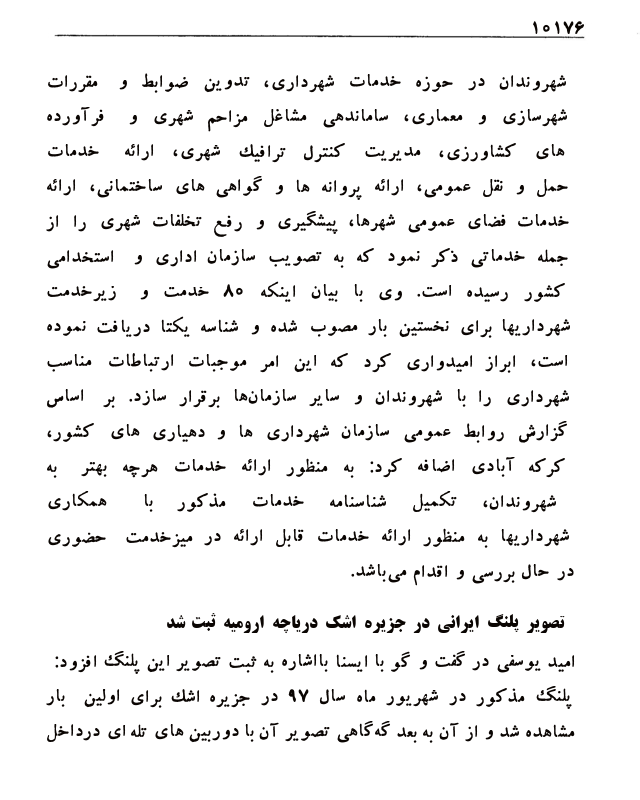 ۱۰۱۷۶
شهروندان در حوزه خدمات شهرداری، تدوین ضوابط و مقررات
شهرسازی و معماری، ساماندهی مشاغل مزاحم شهری و فرآورده
های کشاورزی، مدیریت کنترل ترافیک شهری، ارائه خدمات
حمل و نقل عمومی، ارائه پروانه ها و گواهی های ساختمانی، ارائه
خدمات فضای عمومی شهرها، پیشگیری و رفع تخلفات شهری را از
جمله خدماتی ذکر نمود که به تصویب سازمان اداری و استخدامی
کشور رسیده است. وی با بیان اینکه ۸۰ خدمت و زیرخدمت
شهرداریها برای نخستین بار مصوب شده و شناسه یکتا دریافت نموده
است، ابراز امیدواری کرد که این امر موجبات ارتباطات مناسب
شهرداری را با شهروندان و سایر سازمان‌ها برقرار سازد. بر اساس
گزارش روابط عمومی سازمان شهرداری ها و دهیاری های کشور،
کرکه آبادی اضافه کرد: به منظور ارائه خدمات هرچه بهتر به
شهروندان، تکمیل شناسنامه خدمات مذکور با همکاری
شهرداریها به منظور ارائه خدمات قابل ارائه در میزخدمت حضوری
در حال بررسی و اقدام می‌باشد.
تصویر پلنگ ایرانی در جزیره اشک دریاچه ارومیه ثبت شد
امید یوسفی در گفت و گو با ایسنا بااشاره به ثبت تصویر این پلنگ افزود:
پلنگ مذکور در شهریور ماه سال ۹۷ در جزیره اشک برای اولین بار
مشاهده شد و از آن به بعد گه‌گاهی تصویر آن با دوربین های تله ای درداخل